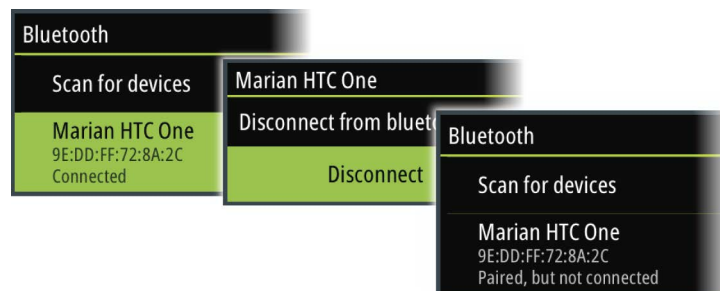 Bluetooth
Scan for devices
Marian HTC One
9E:DD:FF:72:8A:2C
Connected
Marian HTC One
Disconnect from
Disconnect
Bluetooth
Scan for devices
Marian HTC One
9E:DD:FF:72:8A:2C
Paired, but not connected